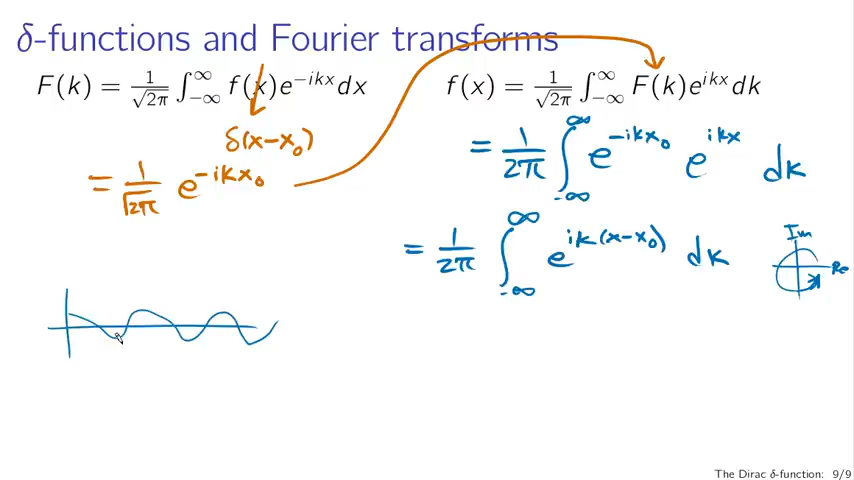 δ-functions and Fourier transforms
F(k) = 1/√2π ∫_{-∞}^{∞} f(x)e^{-ikx}dx
f(x) = 1/√2π ∫_{-∞}^{∞} F(k)e^{ikx}dk
δ(x-x₀)
= 1/√2π e^{-ikx₀}
= 1/2π ∫_{-∞}^{∞} e^{-ikx₀} e^{ikx} dk
= 1/2π ∫_{-∞}^{∞} e^{ik(x-x₀)} dk
Im
Re
The Dirac δ-function: 9/9